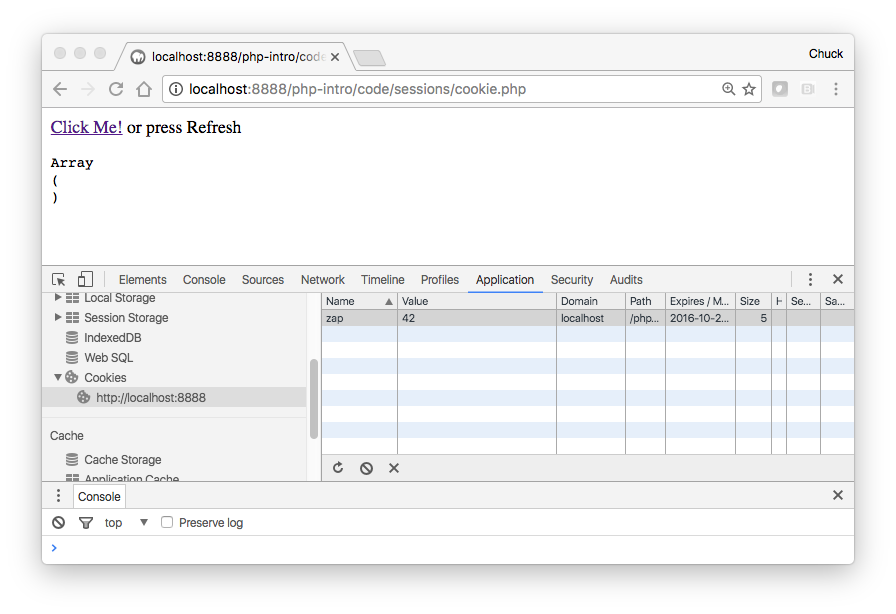 localhost:8888/php-intro/code
Chuck
localhost:8888/php-intro/code/sessions/cookie.php
Click Me! or press Refresh
Array
(
)
Elements Console Sources Network Timeline Profiles Application Security Audits
Local Storage
Session Storage
IndexedDB
Web SQL
Cookies
http://localhost:8888
Cache
Cache Storage
Application Cache
Name Value Domain Path Expires / M... Size H Se... Sa...
zap 42 localhost /php... 2016-10-2... 5
Console
top Preserve log